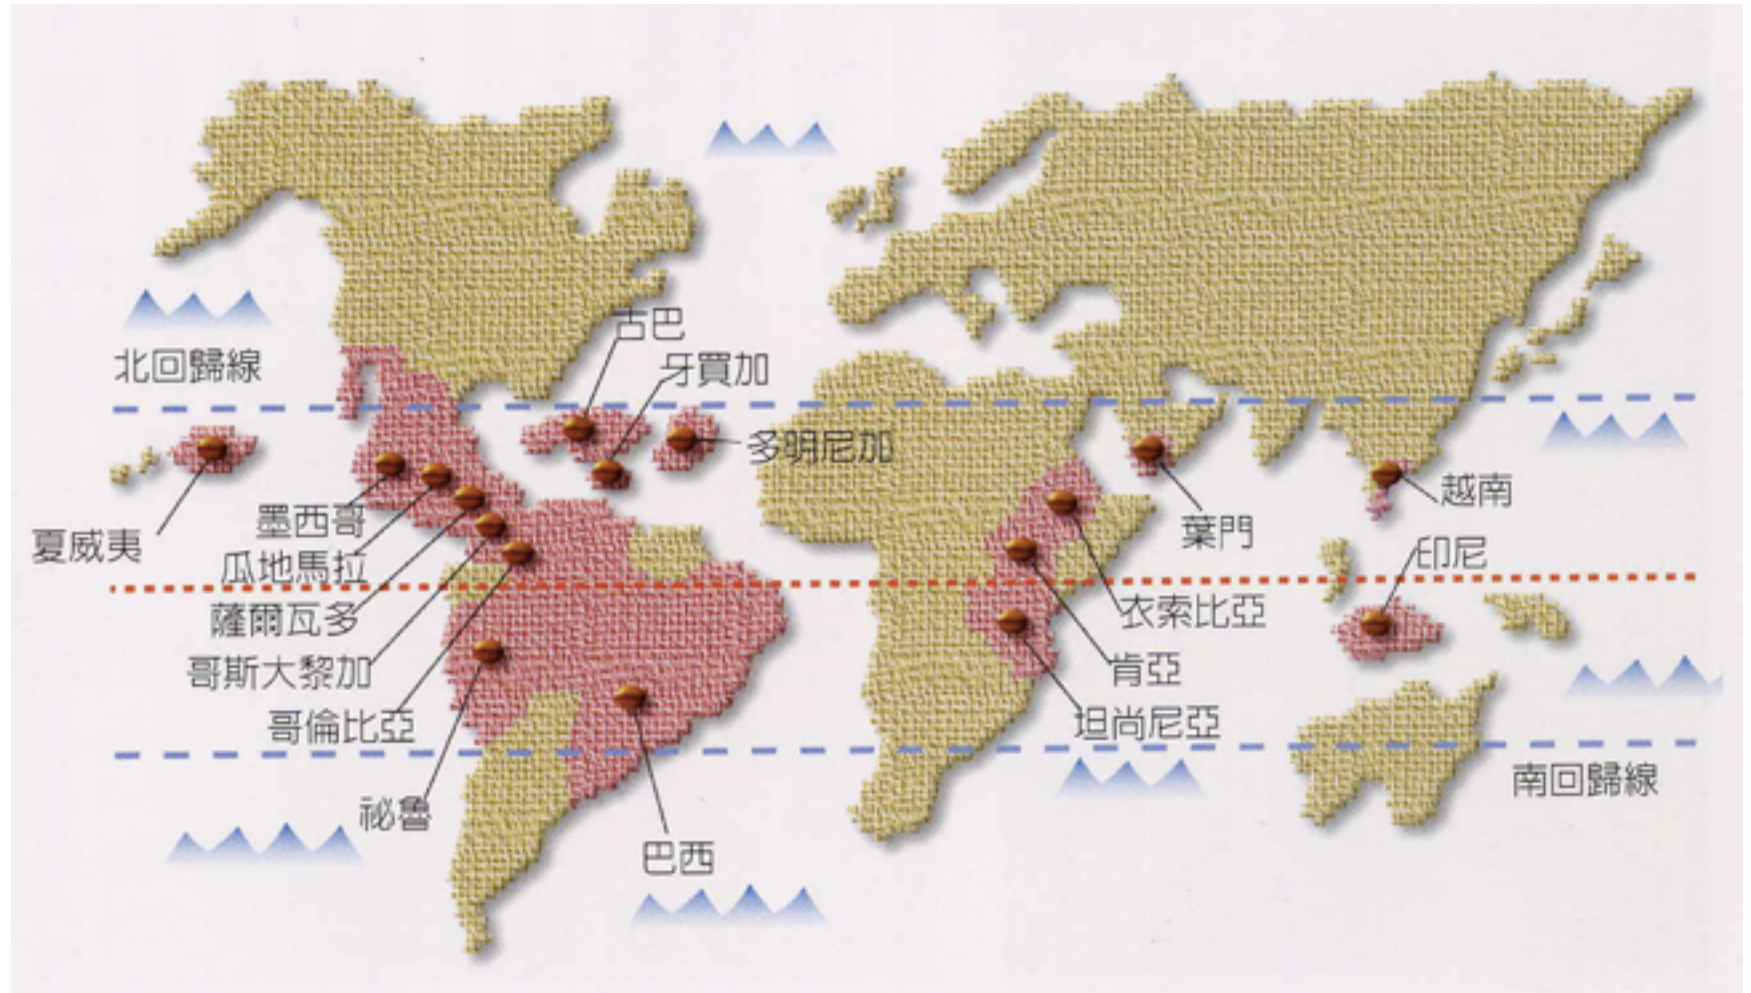 古巴
北回歸線
牙買加
多明尼加
夏威夷
墨西哥
瓜地馬拉
薩爾瓦多
哥斯大黎加
哥倫比亞
祕魯
巴西
葉門
越南
印尼
衣索比亞
肯亞
坦尚尼亞
南回歸線